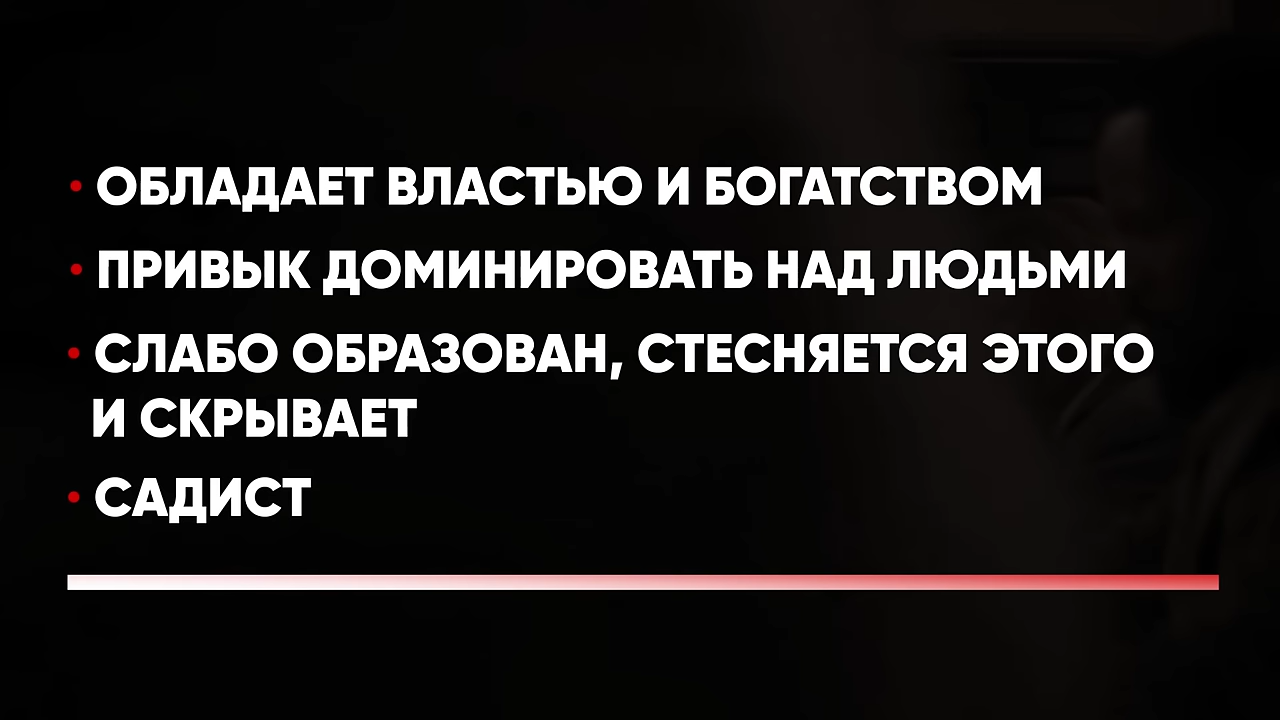 • ОБЛАДАЕТ ВЛАСТЬЮ И БОГАТСТВОМ
• ПРИВЫК ДОМИНИРОВАТЬ НАД ЛЮДЬМИ
• СЛАБО ОБРАЗОВАН, СТЕСНЯЕТСЯ ЭТОГО
И СКРЫВАЕТ
• САДИСТ